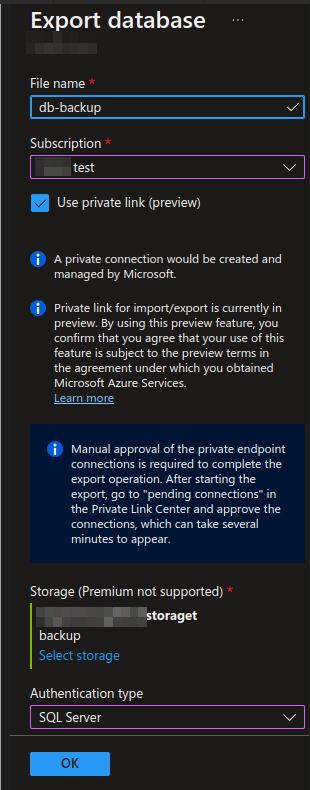 Export database
File name *
db-backup
Subscription *
test
Use private link (preview)
A private connection would be created and
managed by Microsoft.
Private link for import/export is currently in
preview. By using this preview feature, you
confirm that you agree that your use of this
feature is subject to the preview terms in
the agreement under which you obtained
Microsoft Azure Services.
Learn more
Manual approval of the private endpoint
connections is required to complete the
export operation. After starting the
export, go to "pending connections" in
the Private Link Center and approve the
connections, which can take several
minutes to appear.
Storage (Premium not supported) *
storaget
backup
Select storage
Authentication type
SQL Server
OK